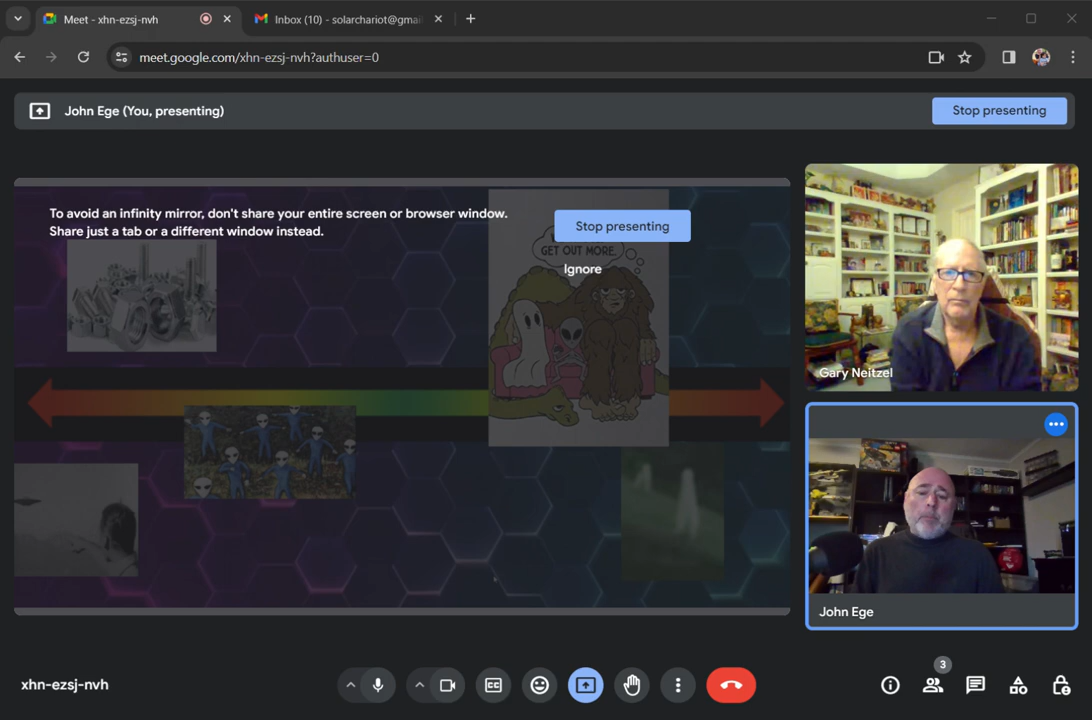 Meet - xhn-ezsj-nvh
Inbox (10) - solarchariot@gmai
meet.google.com/xhn-ezsj-nvh?authuser=0
John Ege (You, presenting)
Stop presenting
To avoid an infinity mirror, don't share your entire screen or browser window.
Share just a tab or a different window instead.
Stop presenting
Ignore
GET OUT MORE.
Gary Neitzel
John Ege
xhn-ezsj-nvh
CC
3